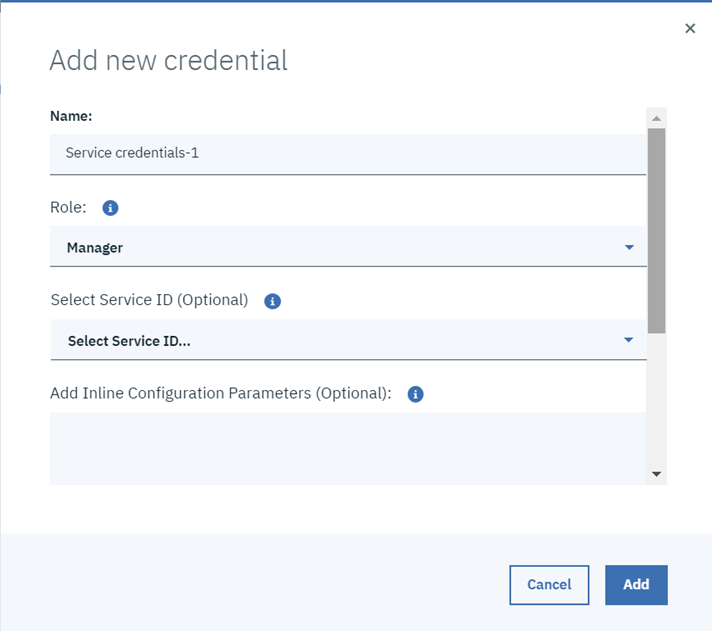 Add new credential
Name:
Service credentials-1
Role:
Manager
Select Service ID (Optional)
Select Service ID...
Add Inline Configuration Parameters (Optional):
Cancel Add